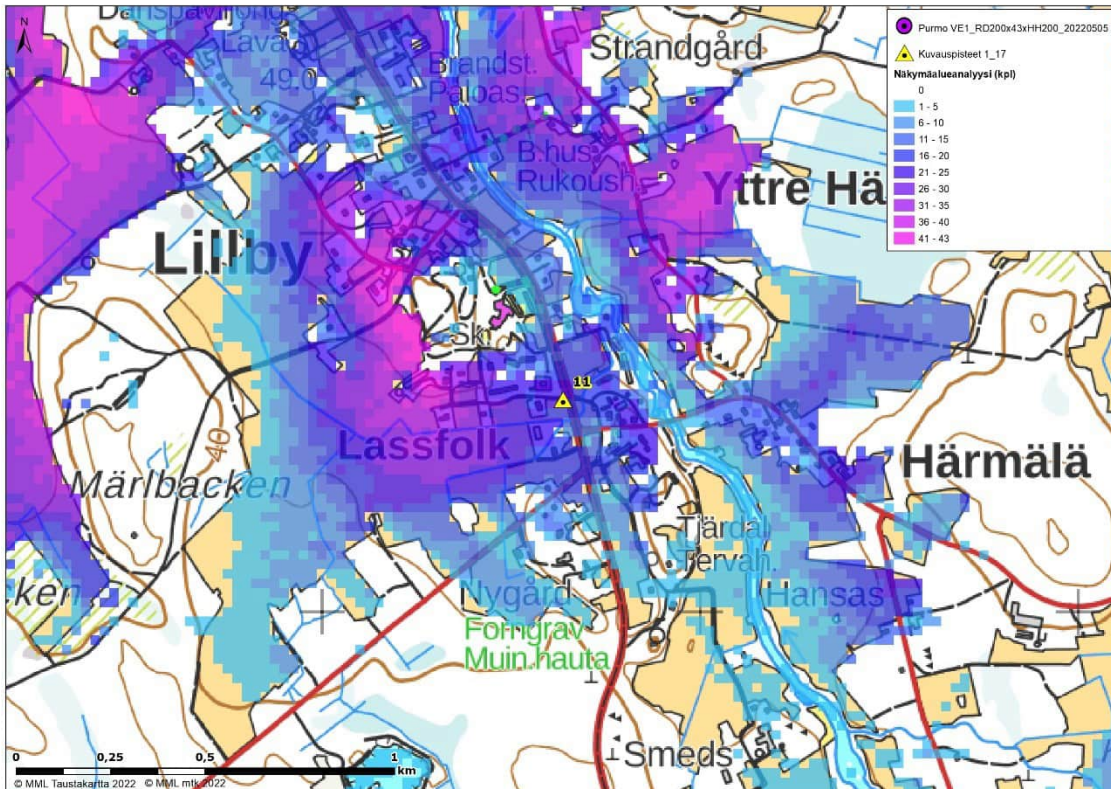 N
Danspaviljong
Lava
49.0
Brandst.
Paloas.
Strandgård
B.hus
Rukoush.
Yttre Hä
Lillby
Sk
11
40
Lassfolk
Märlbacken
Härmälä
cken
Tjärdal
Tervah.
Nygård
Hansas
Forngrav
Muin.hauta
Smeds
Purmo VE1_RD200x43xHH200_20220505
Kuvauspisteet 1_17
Näkymäalueanalyysi (kpl)
0
1 - 5
6 - 10
11 - 15
16 - 20
21 - 25
26 - 30
31 - 35
36 - 40
41 - 43
0 0,25 0,5 1
km
© MML Taustakartta 2022 © MML mtk 2022